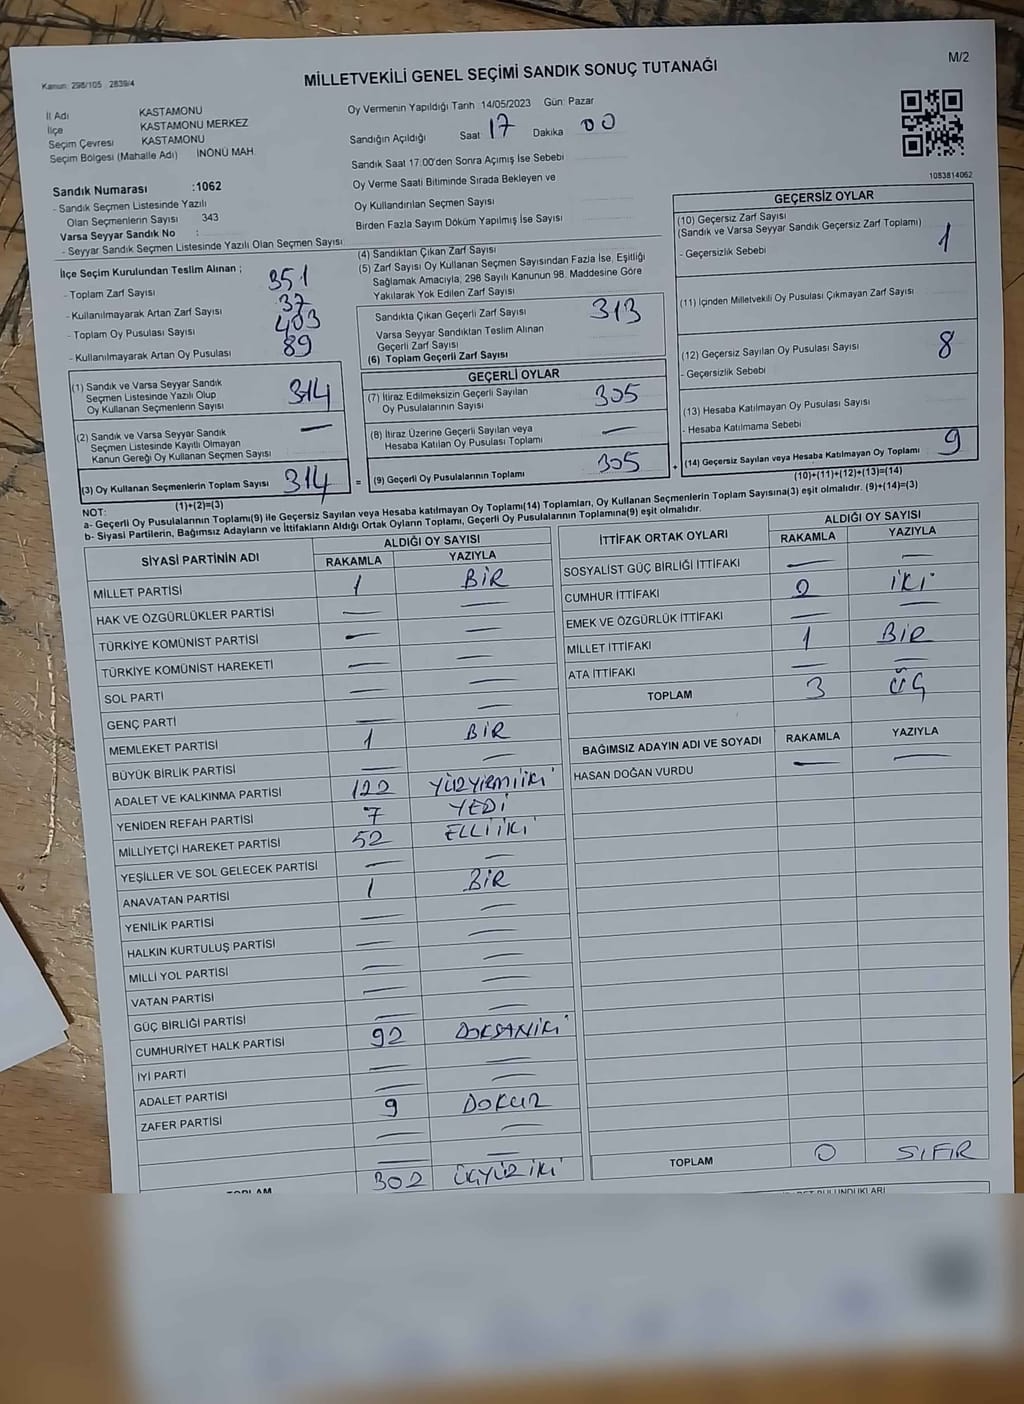 Kanun: 298/105 2839/4
MİLLETVEKİLİ GENEL SEÇİMİ SANDIK SONUÇ TUTANAĞI
M/2
İl Adı KASTAMONU
İlçe KASTAMONU MERKEZ
Seçim Çevresi KASTAMONU
Seçim Bölgesi (Mahalle Adı) İNÖNÜ MAH.
Oy Vermenin Yapıldığı Tarih 14/05/2023 Gün: Pazar
Sandığın Açıldığı Saat 17 Dakika 00
Sandık Saat 17:00'den Sonra Açımış İse Sebebi
Oy Verme Saati Bitiminde Sırada Bekleyen ve
Oy Kullandırılan Seçmen Sayısı
Birden Fazla Sayım Döküm Yapılmış İse Sayısı
1053814062
Sandık Numarası :1062
- Sandık Seçmen Listesinde Yazılı
Olan Seçmenlerin Sayısı 343
Varsa Seyyar Sandık No :
- Seyyar Sandık Seçmen Listesinde Yazılı Olan Seçmen Sayısı
İlçe Seçim Kurulundan Teslim Alınan ;
- Toplam Zarf Sayısı 351
- Kullanılmayarak Artan Zarf Sayısı 37
- Toplam Oy Pusulası Sayısı 403
- Kullanılmayarak Artan Oy Pusulası 89
(1) Sandık ve Varsa Seyyar Sandık
Seçmen Listesinde Yazılı Olup
Oy Kullanan Seçmenlerin Sayısı 314
(2) Sandık ve Varsa Seyyar Sandık
Seçmen Listesinde Kayıtlı Olmayan
Kanun Gereği Oy Kullanan Seçmen Sayısı —
(3) Oy Kullanan Seçmenlerin Toplam Sayısı 314
(1)+(2)=(3)
(4) Sandıktan Çıkan Zarf Sayısı
(5) Zarf Sayısı Oy Kullanan Seçmen Sayısından Fazla İse, Eşitliği
Sağlamak Amacıyla, 298 Sayılı Kanunun 98. Maddesine Göre
Yakılarak Yok Edilen Zarf Sayısı
Sandıkta Çıkan Geçerli Zarf Sayısı 313
Varsa Seyyar Sandıktan Teslim Alınan
Geçerli Zarf Sayısı
(6) Toplam Geçerli Zarf Sayısı
GEÇERLİ OYLAR
(7) İtiraz Edilmeksizin Geçerli Sayılan
Oy Pusulalarının Sayısı 305
(8) İtiraz Üzerine Geçerli Sayılan veya
Hesaba Katılan Oy Pusulası Toplamı —
= (9) Geçerli Oy Pusulalarının Toplamı 305
GEÇERSİZ OYLAR
(10) Geçersiz Zarf Sayısı
(Sandık ve Varsa Seyyar Sandık Geçersiz Zarf Toplamı) 1
- Geçersizlik Sebebi
(11) İçinden Milletvekili Oy Pusulası Çıkmayan Zarf Sayısı
(12) Geçersiz Sayılan Oy Pusulası Sayısı 8
- Geçersizlik Sebebi
(13) Hesaba Katılmayan Oy Pusulası Sayısı
- Hesaba Katılmama Sebebi
+ (14) Geçersiz Sayılan veya Hesaba Katılmayan Oy Toplamı 9
(10)+(11)+(12)+(13)=(14)
NOT:
a- Geçerli Oy Pusulalarının Toplamı(9) ile Geçersiz Sayılan veya Hesaba katılmayan Oy Toplamı(14) Toplamları, Oy Kullanan Seçmenlerin Toplam Sayısına(3) eşit olmalıdır. (9)+(14)=(3)
b- Siyasi Partilerin, Bağımsız Adayların ve İttifakların Aldığı Ortak Oyların Toplamı, Geçerli Oy Pusulalarının Toplamına(9) eşit olmalıdır.
SİYASİ PARTİNİN ADI ALDIĞI OY SAYISI
RAKAMLA YAZIYLA
MİLLET PARTİSİ 1 BİR
HAK VE ÖZGÜRLÜKLER PARTİSİ — —
TÜRKİYE KOMÜNİST PARTİSİ — —
TÜRKİYE KOMÜNİST HAREKETİ — —
SOL PARTİ — —
GENÇ PARTİ — —
MEMLEKET PARTİSİ 1 BİR
BÜYÜK BİRLİK PARTİSİ — —
ADALET VE KALKINMA PARTİSİ 122 YÜZYİRMİİKİ
YENİDEN REFAH PARTİSİ 7 YEDİ
MİLLİYETÇİ HAREKET PARTİSİ 52 ELLİİKİ
YEŞİLLER VE SOL GELECEK PARTİSİ — —
ANAVATAN PARTİSİ 1 BİR
YENİLİK PARTİSİ — —
HALKIN KURTULUŞ PARTİSİ — —
MİLLİ YOL PARTİSİ — —
VATAN PARTİSİ — —
GÜÇ BİRLİĞİ PARTİSİ — —
CUMHURİYET HALK PARTİSİ 92 DOKSANİKİ
İYİ PARTİ — —
ADALET PARTİSİ — —
ZAFER PARTİSİ 9 DOKUZ
— —
— —
TOPLAM 302 ÜÇYÜZİKİ
İTTİFAK ORTAK OYLARI ALDIĞI OY SAYISI
RAKAMLA YAZIYLA
SOSYALİST GÜÇ BİRLİĞİ İTTİFAKI — —
CUMHUR İTTİFAKI 2 İKİ
EMEK VE ÖZGÜRLÜK İTTİFAKI — —
MİLLET İTTİFAKI 1 BİR
ATA İTTİFAKI — —
TOPLAM 3 ÜÇ
BAĞIMSIZ ADAYIN ADI VE SOYADI RAKAMLA YAZIYLA
HASAN DOĞAN VURDU — —
TOPLAM 0 SIFIR